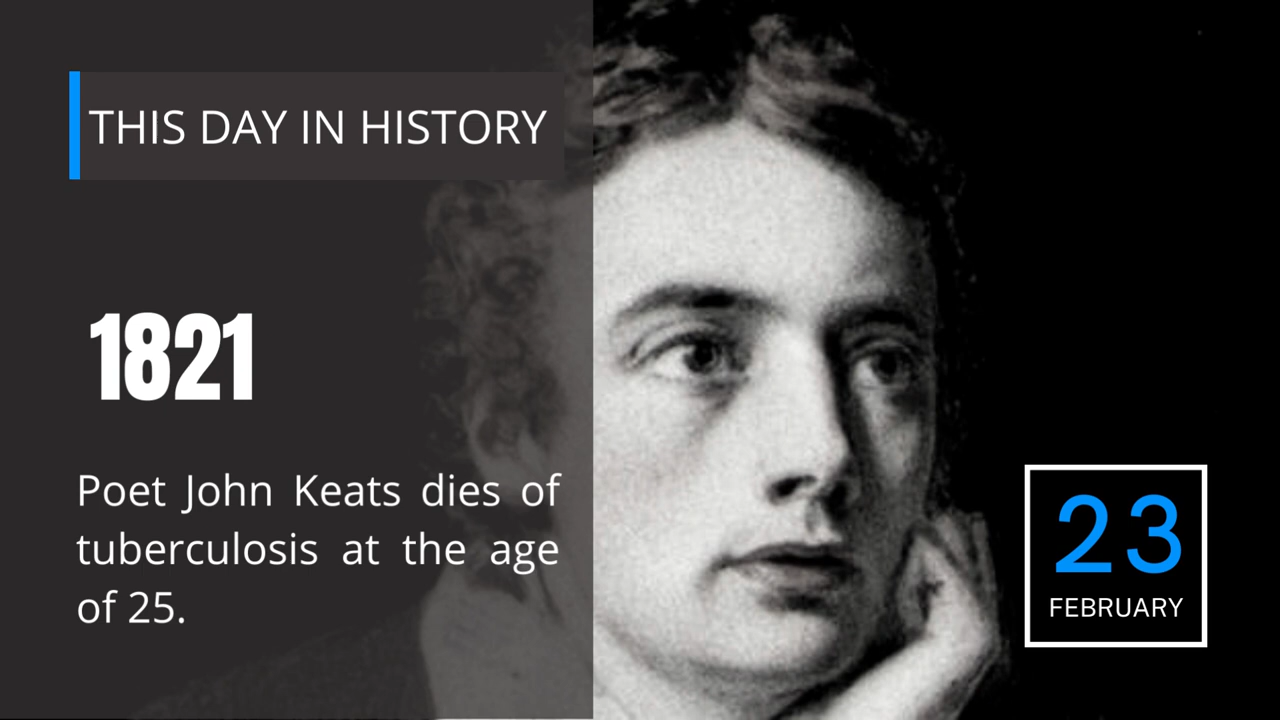 THIS DAY IN HISTORY
1821
Poet John Keats dies of
tuberculosis at the age
of 25.
23
FEBRUARY